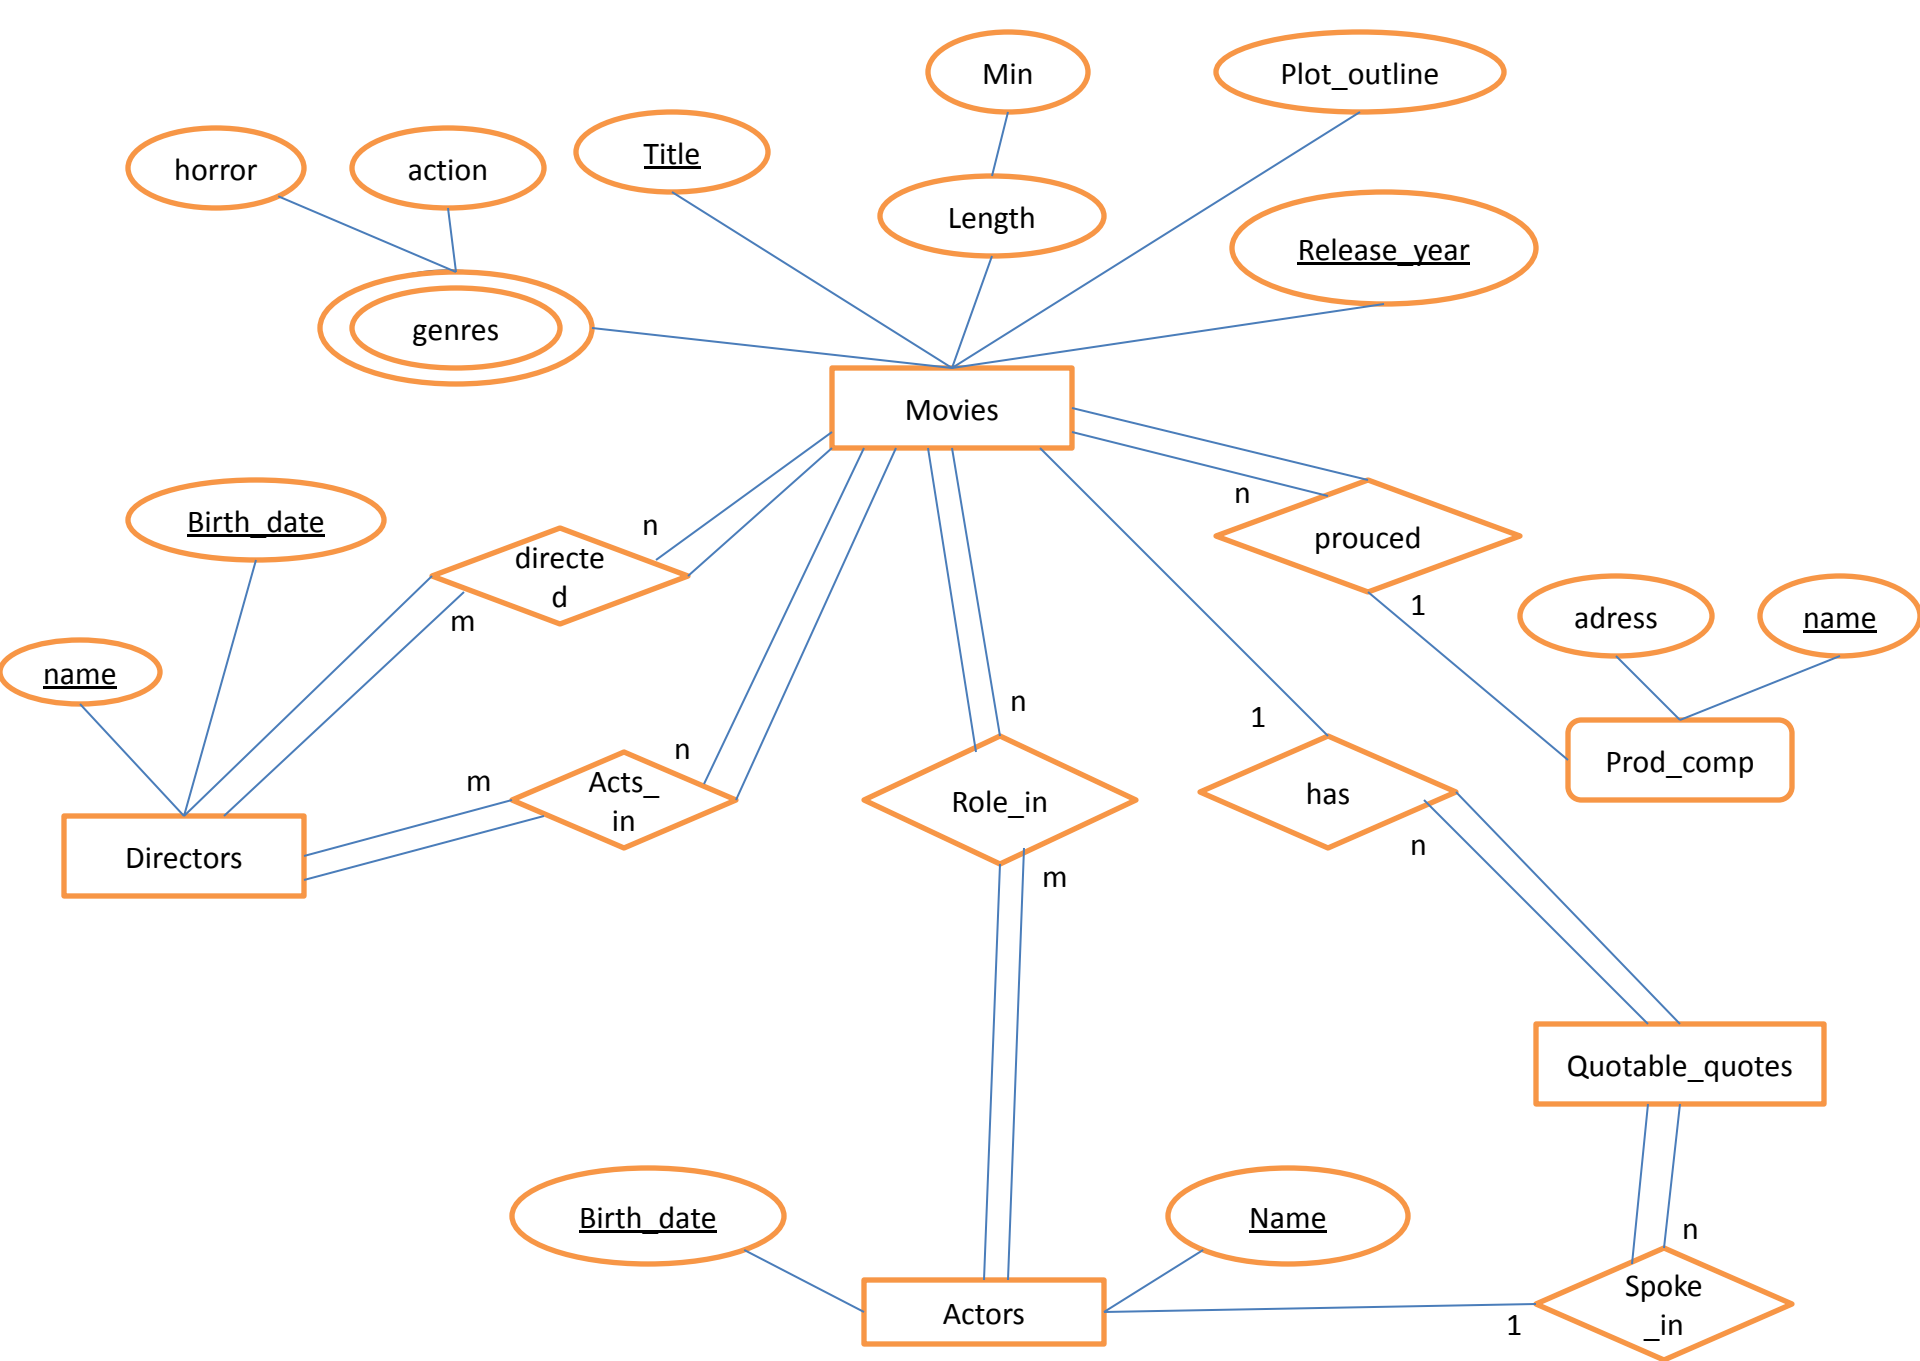 Min
Plot_outline
horror
action
Title
Length
Release_year
genres
Movies
n
Birth_date
n
directe
d
prouced
m
1
adress
name
name
n
1
n
m
Acts_
in
Role_in
has
Prod_comp
n
Directors
m
Quotable_quotes
Birth_date
Name
n
Actors
1
Spoke
_in